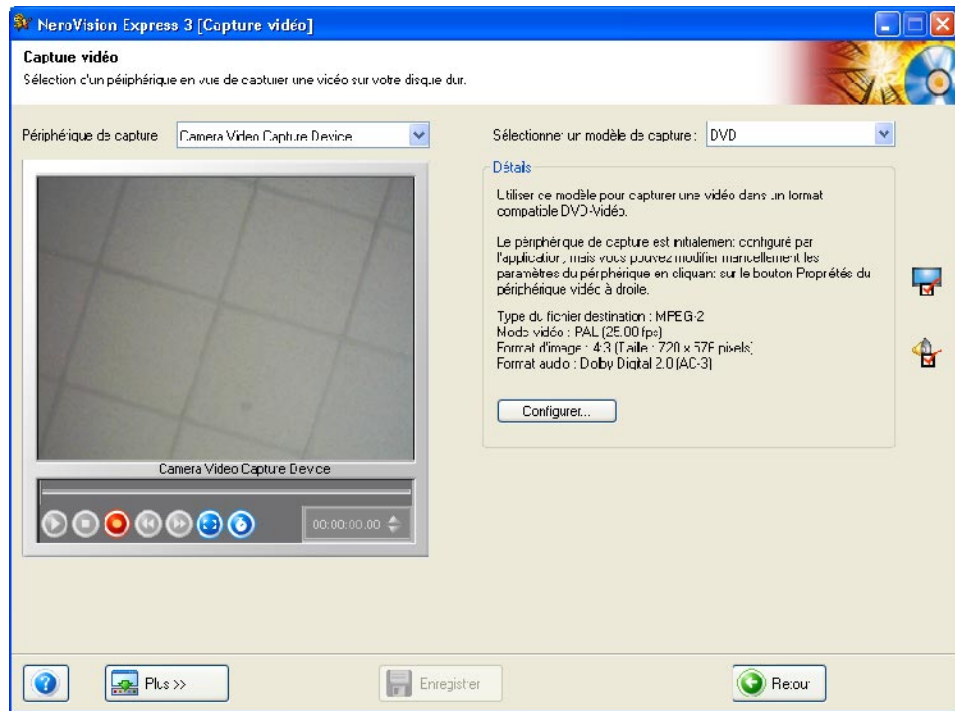 NeroVision Express 3 [Capture vidéo]
Capture vidéo
Sélection d'un périphérique en vue de capturer une vidéo sur votre disque dur.
Périphérique de capture
Camera Video Capture Device
Sélectionner un modèle de capture :
DVD
Détails
Utiliser ce modèle pour capturer une vidéo dans un format
compatible DVD-Vidéo.
Le périphérique de capture est initialement configuré par
l'application, mais vous pouvez modifier manuellement les
paramètres du périphérique en cliquant sur le bouton Propriétés du
périphérique vidéo à droite.
Type du fichier destination : MPEG-2
Mode vidéo : PAL (25.00 fps)
Format d'image : 4:3 (Taille : 720 x 576 pixels)
Format audio : Dolby Digital 2.0 (AC-3)
Configurer...
Camera Video Capture Device
00:00:00.00
Plus >>
Enregistrer
Retour